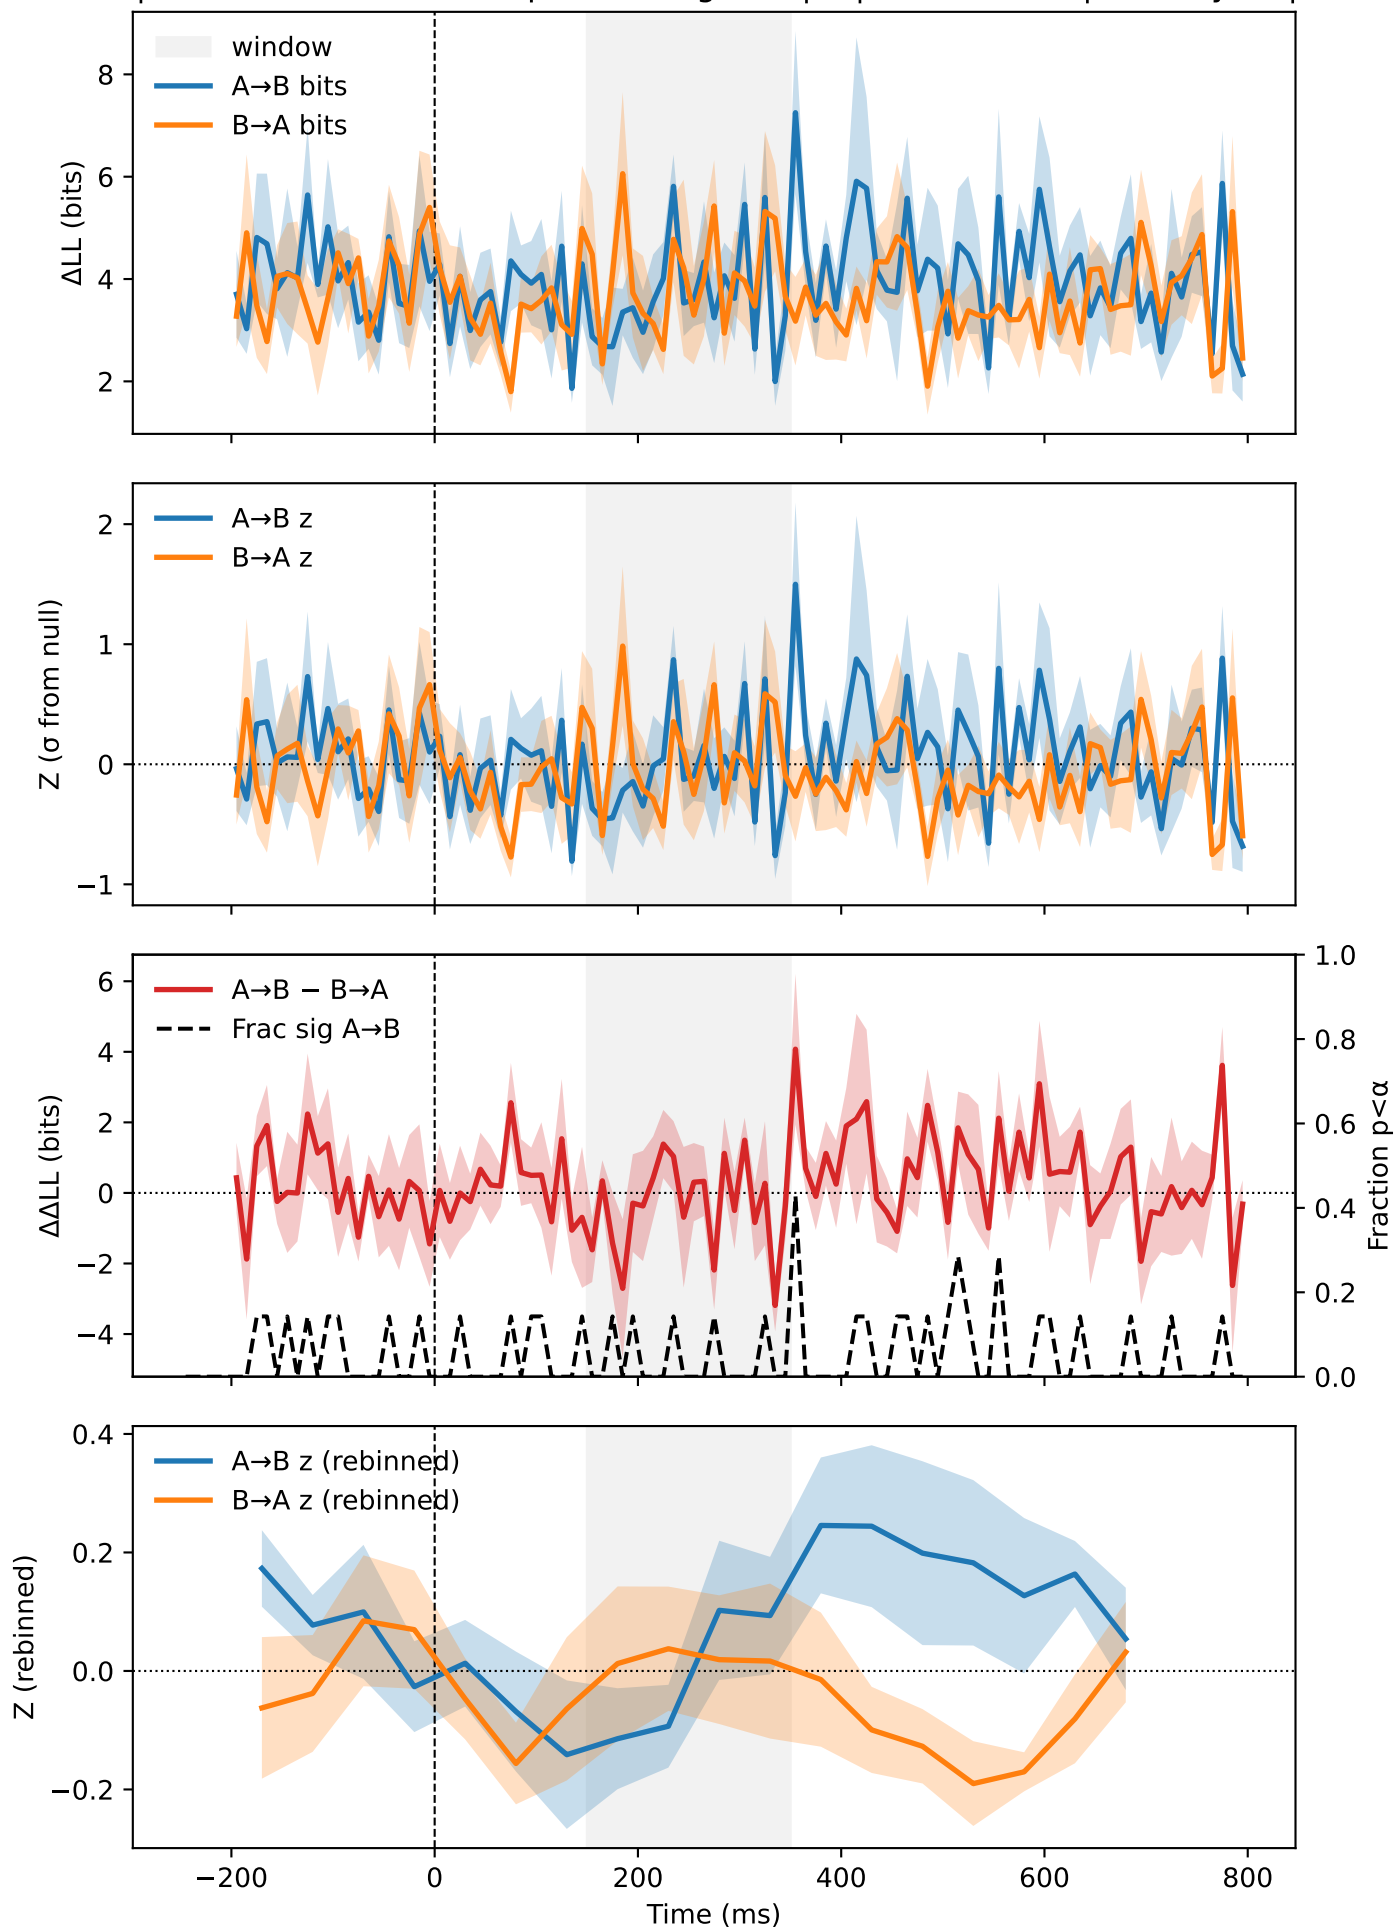 window
A→B bits
B→A bits
8
6
4
2
ΔLL (bits)
A→B z
B→A z
2
1
0
−1
Z (σ from null)
A→B − B→A
Frac sig A→B
6
4
2
0
−2
−4
ΔΔLL (bits)
1.0
0.8
0.6
0.4
0.2
0.0
Fraction p<α
A→B z (rebinned)
B→A z (rebinned)
0.4
0.2
0.0
−0.2
Z (rebinned)
−200
0
200
400
600
800
Time (ms)